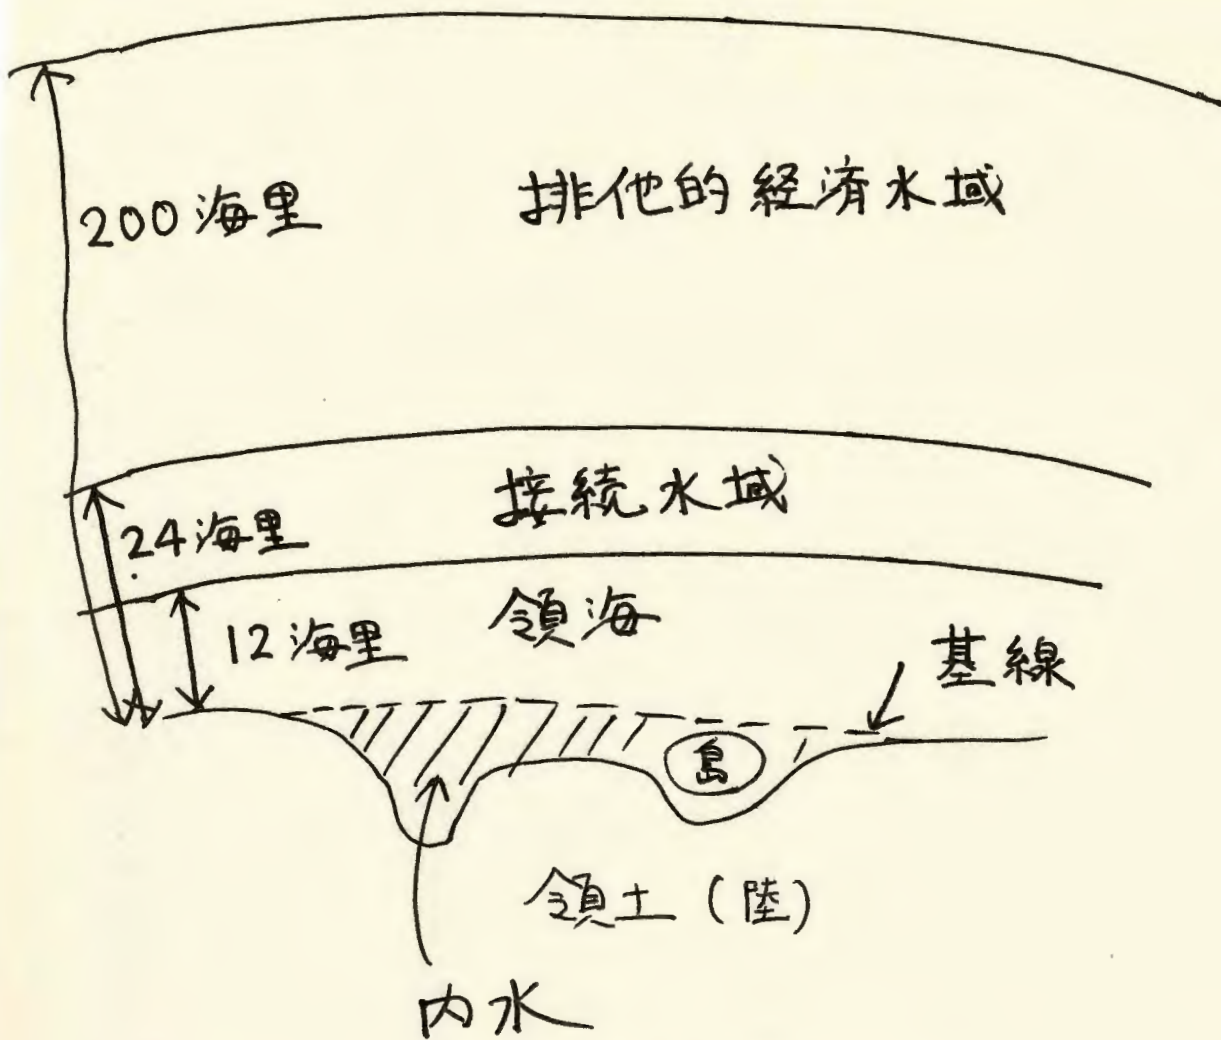 200海里
排他的経済水域
接続水域
24海里
領海
12海里
基線
島
領土(陸)
内水